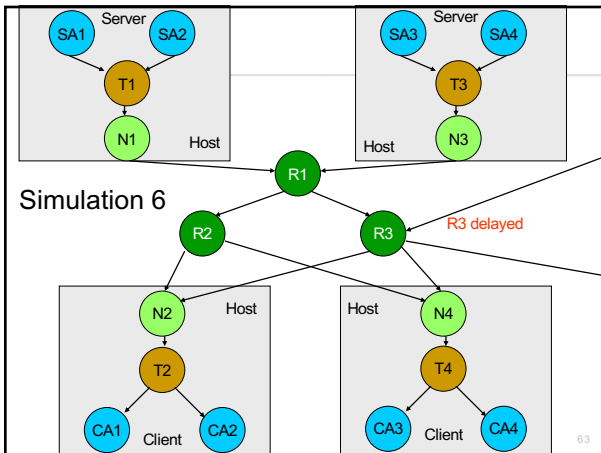 Server
SA1
SA2
T1
N1
Host
Server
SA3
SA4
T3
N3
Host
R1
Simulation 6
R2
R3
R3 delayed
N2
Host
T2
CA1
CA2
Client
Host
N4
T4
CA3
CA4
Client
63